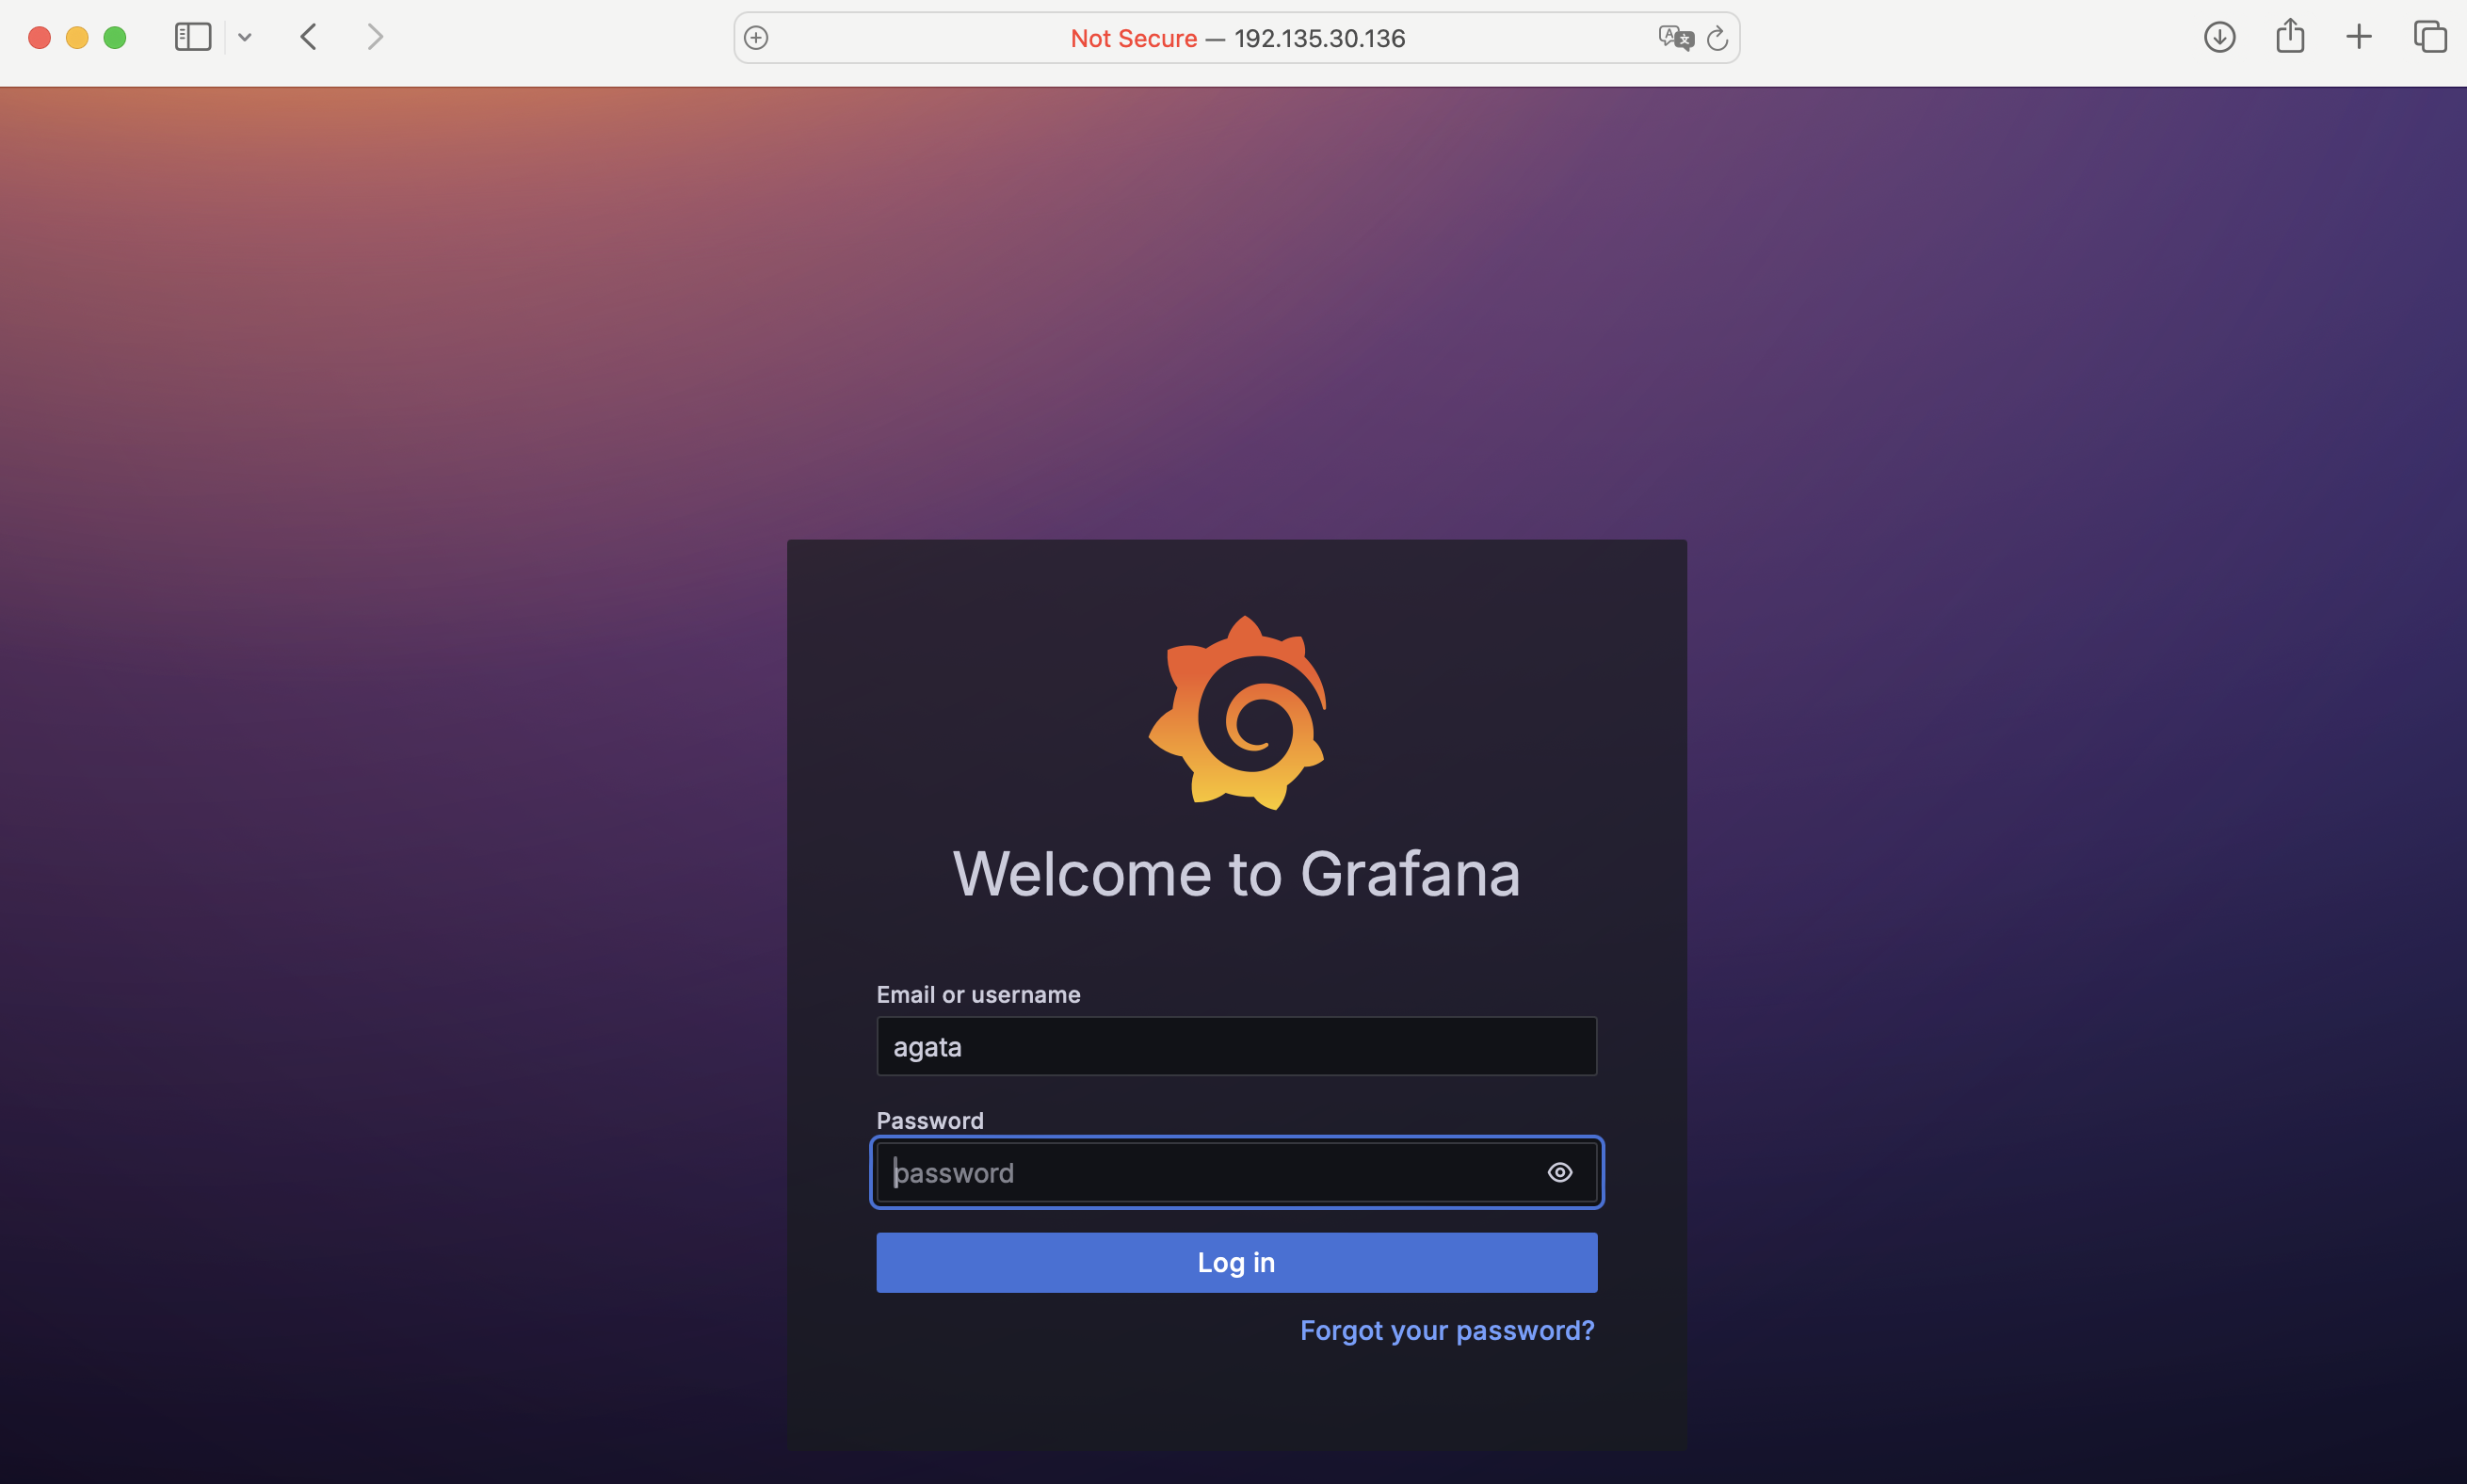 Not Secure — 192.135.30.136
Welcome to Grafana
Email or username
agata
Password
password
Log in
Forgot your password?